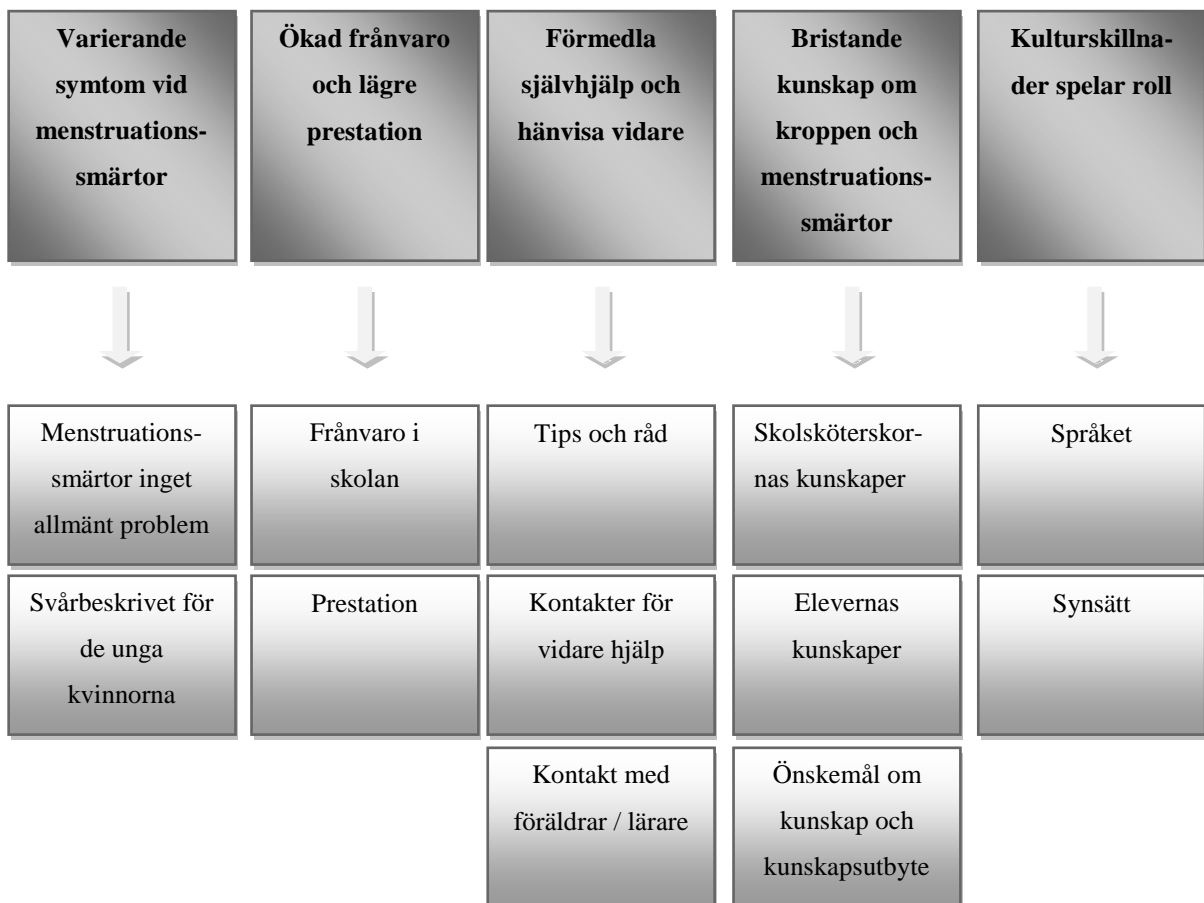 Varierande
symtom vid
menstruations-
smärtor
Ökad frånvaro
och lägre
prestation
Förmedla
självhjälp och
hänvisa vidare
Bristande
kunskap om
kroppen och
menstruations-
smärtor
Kulturskillna-
der spelar roll
Menstruations-
smärtor inget
allmänt problem
Frånvaro i
skolan
Tips och råd
Skolsköterskor-
nas kunskaper
Språket
Svårbeskrivet för
de unga
kvinnorna
Prestation
Kontakter för
vidare hjälp
Elevernas
kunskaper
Synsätt
Kontakt med
föräldrar / lärare
Önskemål om
kunskap och
kunskapsutbyte